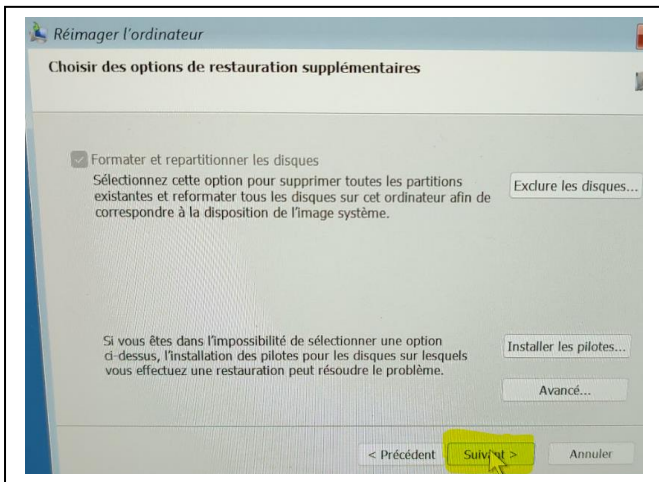 Réimager l'ordinateur
Choisir des options de restauration supplémentaires
Formater et repartitionner les disques
Sélectionnez cette option pour supprimer toutes les partitions
existantes et reformater tous les disques sur cet ordinateur afin de
correspondre à la disposition de l'image système.
Exclure les disques...
Si vous êtes dans l'impossibilité de sélectionner une option
ci-dessus, l'installation des pilotes pour les disques sur lesquels
vous effectuez une restauration peut résoudre le problème.
Installer les pilotes...
Avancé...
< Précédent Suivant > Annuler